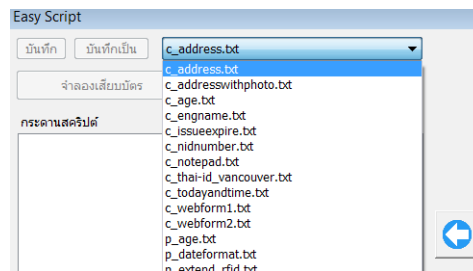 Easy Script
บันทึก บันทึกเป็น c_address.txt
c_address.txt
จำลองเสียบบัตร c_addresswithphoto.txt
c_age.txt
กระดานสคริปต์ c_engname.txt
c_issueexpire.txt
c_nidnumber.txt
c_notepad.txt
c_thai-id_vancouver.txt
c_todayandtime.txt
c_webform1.txt
c_webform2.txt
p_age.txt
p_dateformat.txt
p_extend_rfid.txt